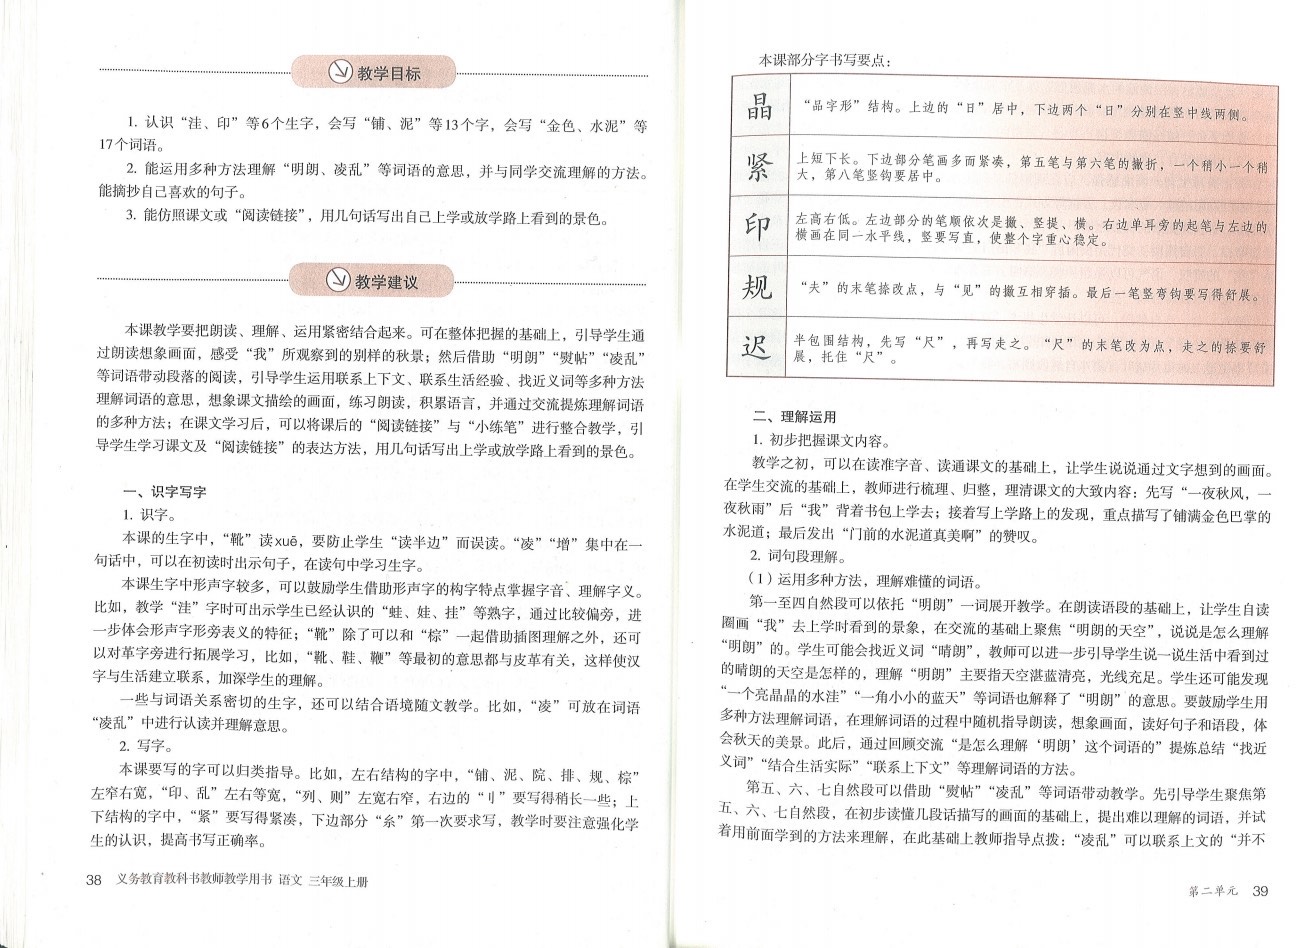 教学目标
1. 认识“洼、印”等6个生字，会写“铺、泥”等13个字，会写“金色、水泥”等
17个词语。
2. 能运用多种方法理解“明朗、凌乱”等词语的意思，并与同学交流理解的方法。
能摘抄自己喜欢的句子。
3. 能仿照课文或“阅读链接”，用几句话写出自己上学或放学路上看到的景色。
教学建议
本课教学要把朗读、理解、运用紧密结合起来。可在整体把握的基础上，引导学生通
过朗读想象画面，感受“我”所观察到的别样的秋景；然后借助“明朗”“熨帖”“凌乱”
等词语带动段落的阅读，引导学生运用联系上下文、联系生活经验、找近义词等多种方法
理解词语的意思，想象课文描绘的画面，练习朗读，积累语言，并通过交流提炼理解词语
的多种方法；在课文学习后，可以将课后的“阅读链接”与“小练笔”进行整合教学，引
导学生学习课文及“阅读链接”的表达方法，用几句话写出上学或放学路上看到的景色。
一、识字写字
1. 识字。
本课的生字中，“靴”读xuē，要防止学生“读半边”而误读。“凌”“增”集中在一
句话中，可以在初读时出示句子，在读句中学习生字。
本课生字中形声字较多，可以鼓励学生借助形声字的构字特点掌握字音、理解字义。
比如，教学“洼”字时可出示学生已经认识的“蛙、娃、挂”等熟字，通过比较偏旁，进
一步体会形声字形旁表义的特征；“靴”除了可以和“棕”一起借助插图理解之外，还可
以对革字旁进行拓展学习，比如，“靴、鞋、鞭”等最初的意思都与皮革有关，这样使汉
字与生活建立联系，加深学生的理解。
一些与词语关系密切的生字，还可以结合语境随文教学。比如，“凌”可放在词语
“凌乱”中进行认读并理解意思。
2. 写字。
本课要写的字可以归类指导。比如，左右结构的字中，“铺、泥、院、排、规、棕”
左窄右宽，“印、乱”左右等宽，“列、则”左宽右窄，右边的“刂”要写得稍长一些；上
下结构的字中，“紧”要写得紧凑，下边部分“糸”第一次要求写，教学时要注意强化学
生的认识，提高书写正确率。
38 义务教育教科书教师教学用书 语文 三年级上册
本课部分字书写要点：
晶 “品字形”结构。上边的“日”居中，下边两个“日”分别在竖中线两侧。
紧 上短下长。下边部分笔画多而紧凑，第五笔与第六笔的撇折，一个稍小一个稍
大，第八笔竖钩要居中。
印 左高右低。左边部分的笔顺依次是撇、竖提、横。右边单耳旁的起笔与左边的
横画在同一水平线，竖要写直，使整个字重心稳定。
规 “夫”的末笔捺改点，与“见”的撇互相穿插。最后一笔竖弯钩要写得舒展。
迟 半包围结构，先写“尺”，再写走之。“尺”的末笔改为点，走之的捺要舒
展，托住“尺”。
二、理解运用
1. 初步把握课文内容。
教学之初，可以在读准字音、读通课文的基础上，让学生说说通过文字想到的画面。
在学生交流的基础上，教师进行梳理、归整，理清课文的大致内容：先写“一夜秋风，一
夜秋雨”后“我”背着书包上学去；接着写上学路上的发现，重点描写了铺满金色巴掌的
水泥道；最后发出“门前的水泥道真美啊”的赞叹。
2. 词句段理解。
（1）运用多种方法，理解难懂的词语。
第一至四自然段可以依托“明朗”一词展开教学。在朗读语段的基础上，让学生自读
圈画“我”去上学时看到的景象，在交流的基础上聚焦“明朗的天空”，说说是怎么理解
“明朗”的。学生可能会找近义词“晴朗”，教师可以进一步引导学生说一说生活中看到过
的晴朗的天空是怎样的，理解“明朗”主要指天空湛蓝清亮，光线充足。学生还可能发现
“一个亮晶晶的水洼”“一角小小的蓝天”等词语也解释了“明朗”的意思。要鼓励学生用
多种方法理解词语，在理解词语的过程中随机指导朗读，想象画面，读好句子和语段，体
会秋天的美景。此后，通过回顾交流“是怎么理解‘明朗’这个词语的”提炼总结“找近
义词”“结合生活实际”“联系上下文”等理解词语的方法。
第五、六、七自然段可以借助“熨帖”“凌乱”等词语带动教学。先引导学生聚焦第
五、六、七自然段，在初步读懂几段话描写的画面的基础上，提出难以理解的词语，并试
着用前面学到的方法来理解，在此基础上教师指导点拨：“凌乱”可以联系上文的“并不
第二单元 39